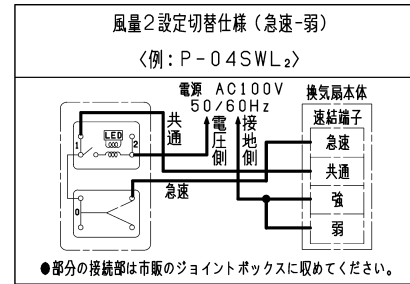 風量2設定切替仕様（急速-弱）
〈例：P-04SWL₂〉
電源 AC100V
50/60Hz
換気扇本体
速結端子
共通
電圧側
接地側
LED
1
2
0
急速
急速
共通
強
弱
●部分の接続部は市販のジョイントボックスに収めてください。